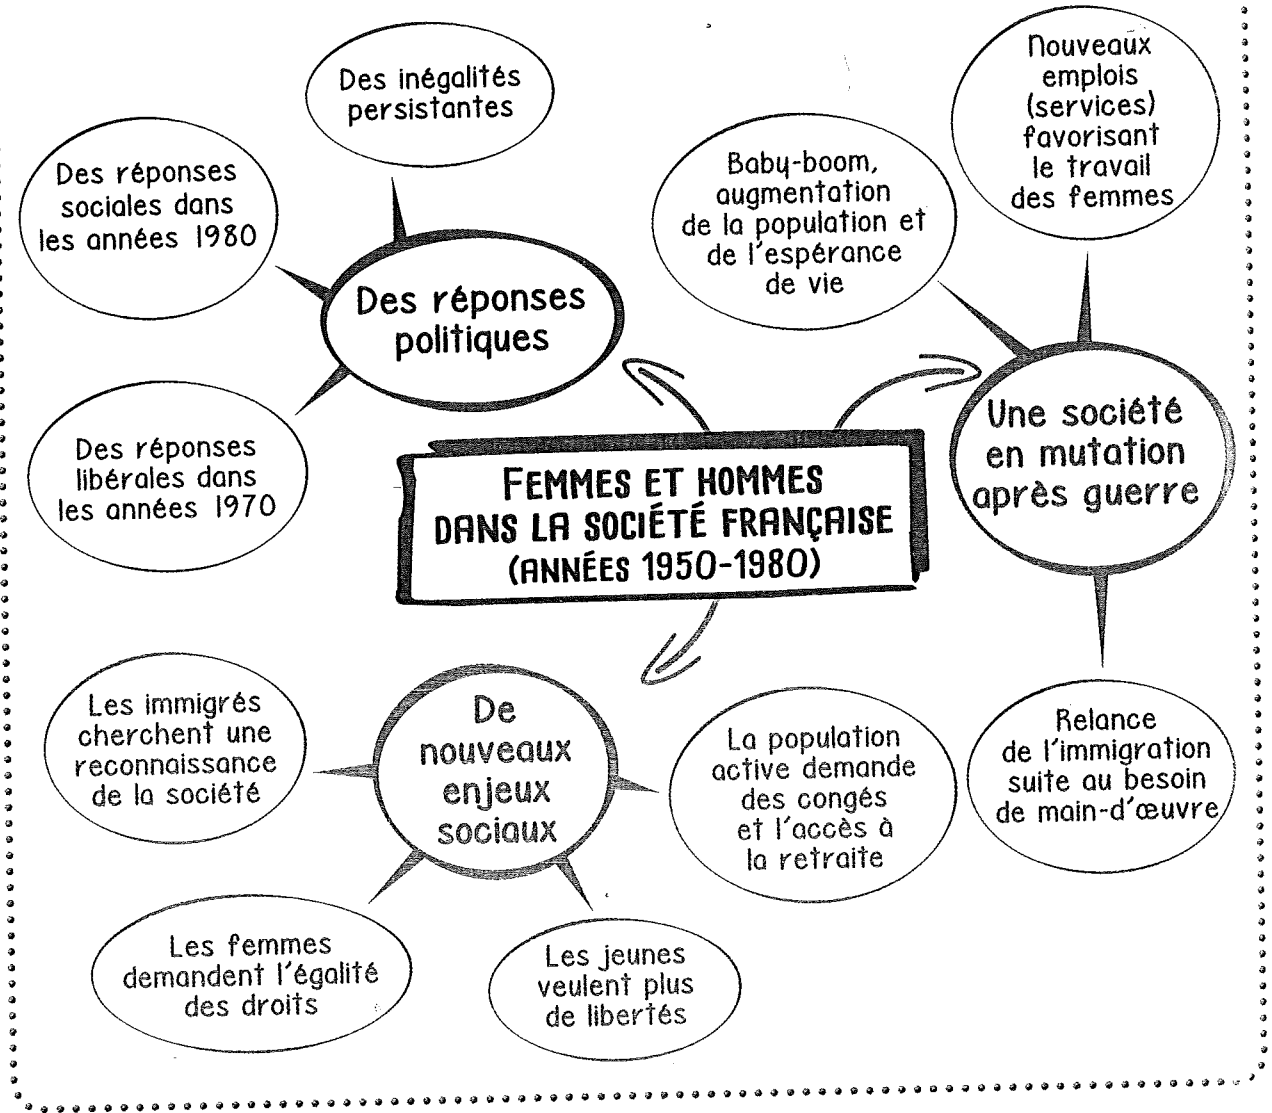 Des inégalités
persistantes
Des réponses
sociales dans
les années 1980
Des réponses
politiques
Des réponses
libérales dans
les années 1970
Nouveaux
emplois
(services)
favorisant
le travail
des femmes
Baby-boom,
augmentation
de la population et
de l'espérance
de vie
Une société
en mutation
après guerre
Relance
de l'immigration
suite au besoin
de main-d'œuvre
FEMMES ET HOMMES
DANS LA SOCIÉTÉ FRANÇAISE
(ANNÉES 1950-1980)
De
nouveaux
enjeux
sociaux
Les immigrés
cherchent une
reconnaissance
de la société
La population
active demande
des congés
et l'accès à
la retraite
Les femmes
demandent l'égalité
des droits
Les jeunes
veulent plus
de libertés